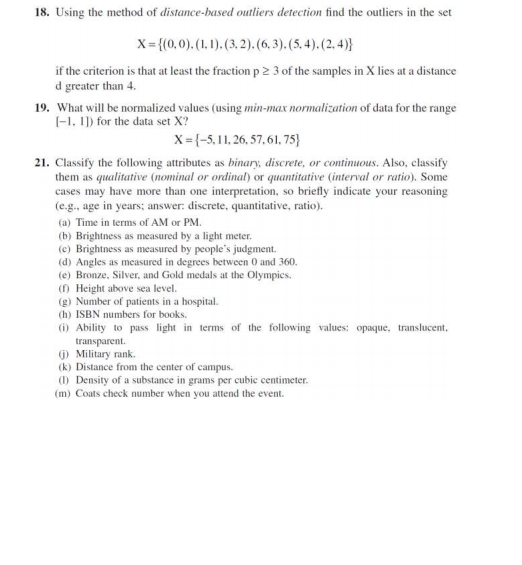 18. Using the method of distance-based outliers detection find the outliers in the set
X = {(0, 0), (1, 1), (3, 2), (6, 3), (5, 4), (2, 4)}
if the criterion is that at least the fraction p ≥ 3 of the samples in X lies at a distance
d greater than 4.
19. What will be normalized values (using min-max normalization of data for the range
[−1, 1]) for the data set X?
X = {−5, 11, 26, 57, 61, 75}
21. Classify the following attributes as binary, discrete, or continuous. Also, classify
them as qualitative (nominal or ordinal) or quantitative (interval or ratio). Some
cases may have more than one interpretation, so briefly indicate your reasoning
(e.g., age in years; answer: discrete, quantitative, ratio).
(a) Time in terms of AM or PM.
(b) Brightness as measured by a light meter.
(c) Brightness as measured by people's judgment.
(d) Angles as measured in degrees between 0 and 360.
(e) Bronze, Silver, and Gold medals at the Olympics.
(f) Height above sea level.
(g) Number of patients in a hospital.
(h) ISBN numbers for books.
(i) Ability to pass light in terms of the following values: opaque, translucent,
transparent.
(j) Military rank.
(k) Distance from the center of campus.
(l) Density of a substance in grams per cubic centimeter.
(m) Coats check number when you attend the event.